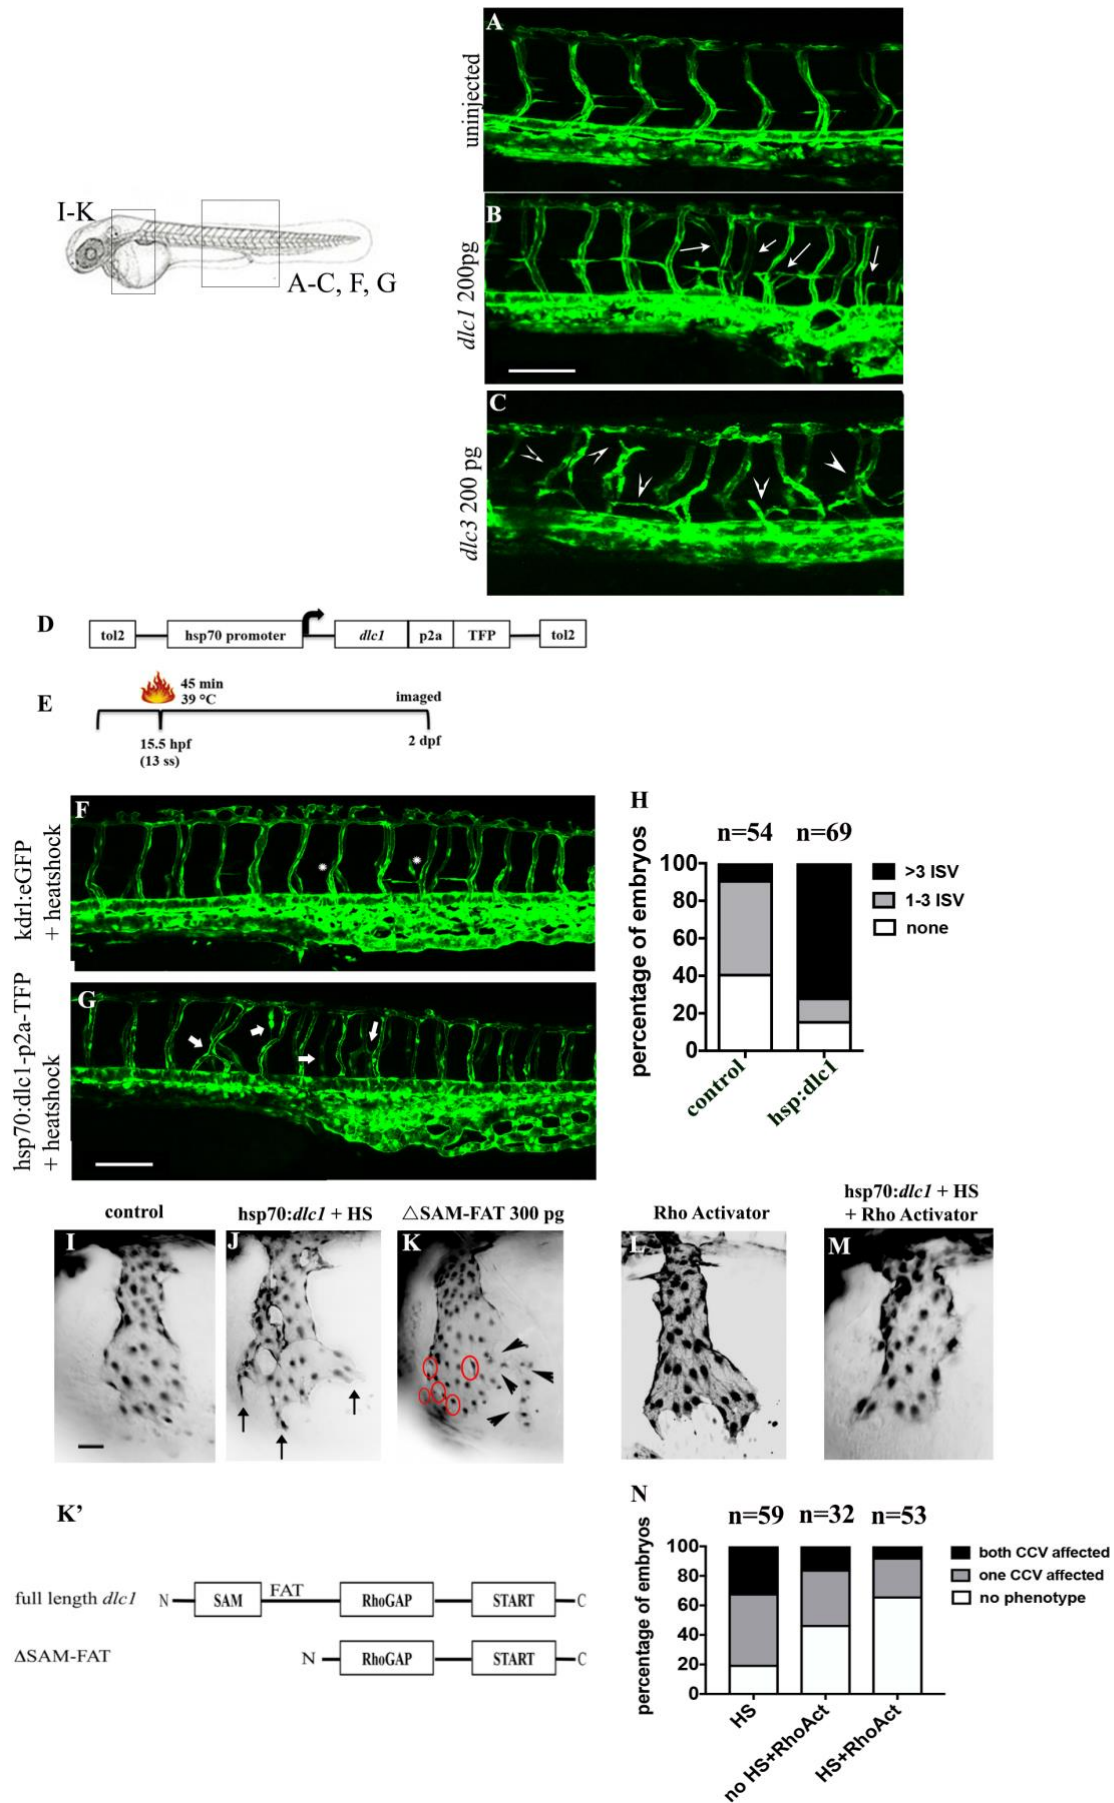 A
uninjected
I-K
A-C, F, G
B
dlc1 200pg
C
dlc3 200 pg
D
tol2
hsp70 promoter
dlc1
p2a
TFP
tol2
E
45 min
39 °C
imaged
15.5 hpf
(13 ss)
2 dpf
F
kdrl:eGFP
+ heatshock
G
hsp70:dlc1-p2a-TFP
+ heatshock
H
n=54 n=69
percentage of embryos
100
80
60
40
20
0
>3 ISV
1-3 ISV
none
control
hsp:dlc1
control
I
hsp70:dlc1 + HS
J
△SAM-FAT 300 pg
K
Rho Activator
L
hsp70:dlc1 + HS
+ Rho Activator
M
K’
full length dlc1
N
SAM
FAT
RhoGAP
START
C
ΔSAM-FAT
N
RhoGAP
START
C
N
n=59 n=32 n=53
percentage of embryos
100
80
60
40
20
0
both CCV affected
one CCV affected
no phenotype
HS
no HS+RhoAct
HS+RhoAct